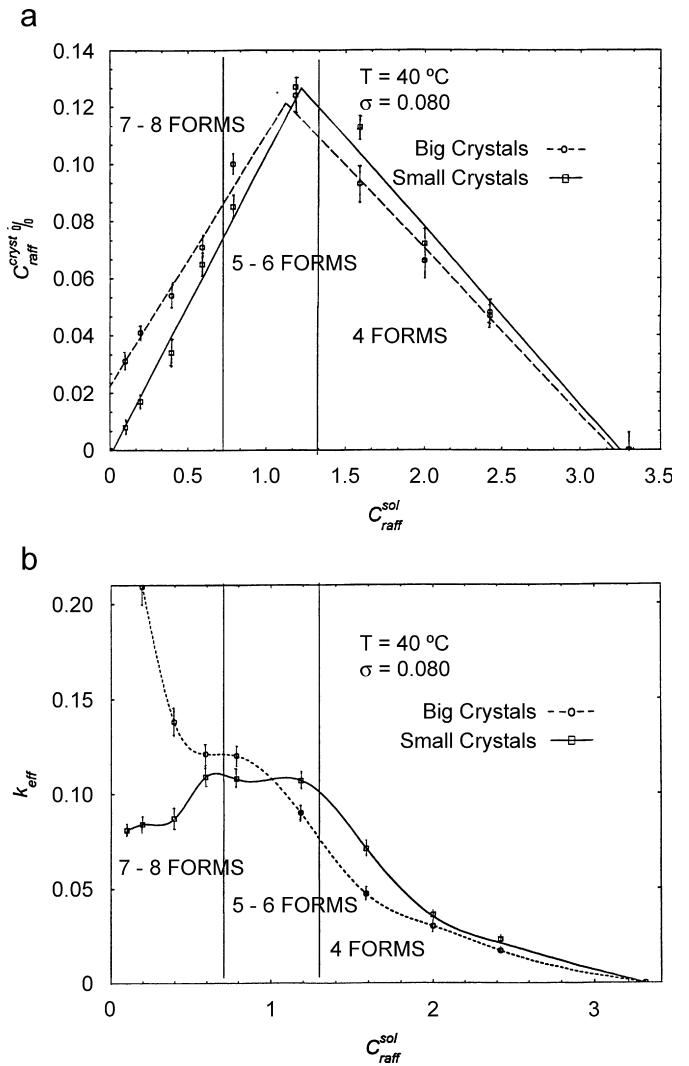 a
0.14
0.12
0.10
0.08
0.06
0.04
0.02
0
C raff cryst %
T = 40 ºC
σ = 0.080
7 - 8 FORMS
Big Crystals
Small Crystals
5 - 6 FORMS
4 FORMS
0 0.5 1.0 1.5 2.0 2.5 3.0 3.5
C raff sol
b
0.20
0.15
0.10
0.05
0
k eff
T = 40 ºC
σ = 0.080
Big Crystals
Small Crystals
7 - 8 FORMS
5 - 6 FORMS
4 FORMS
0 1 2 3
C raff sol